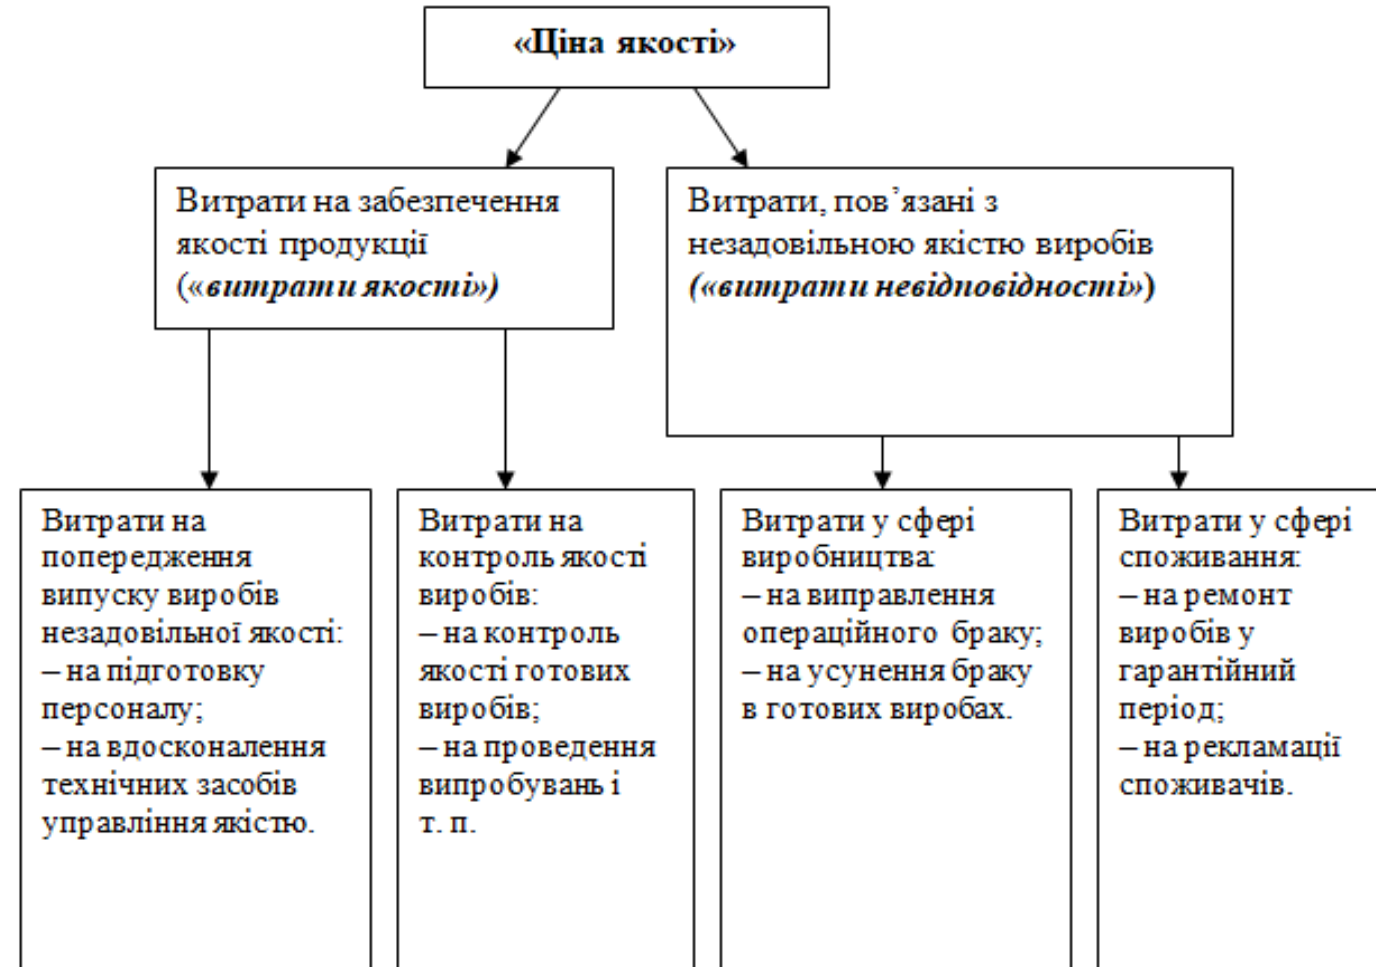 «Ціна якості»
Витрати на забезпечення
якості продукції
(«витрати якості»)
Витрати, пов’язані з
незадовільною якістю виробів
(«витрати невідповідності»)
Витрати на
попередження
випуску виробів
незадовільної якості:
– на підготовку
персоналу;
– на вдосконалення
технічних засобів
управління якістю.
Витрати на
контроль якості
виробів:
– на контроль
якості готових
виробів;
– на проведення
випробувань і
т. п.
Витрати у сфері
виробництва:
– на виправлення
операційного браку;
– на усунення браку
в готових виробах.
Витрати у сфері
споживання:
– на ремонт
виробів у
гарантійний
період;
– на рекламації
споживачів.